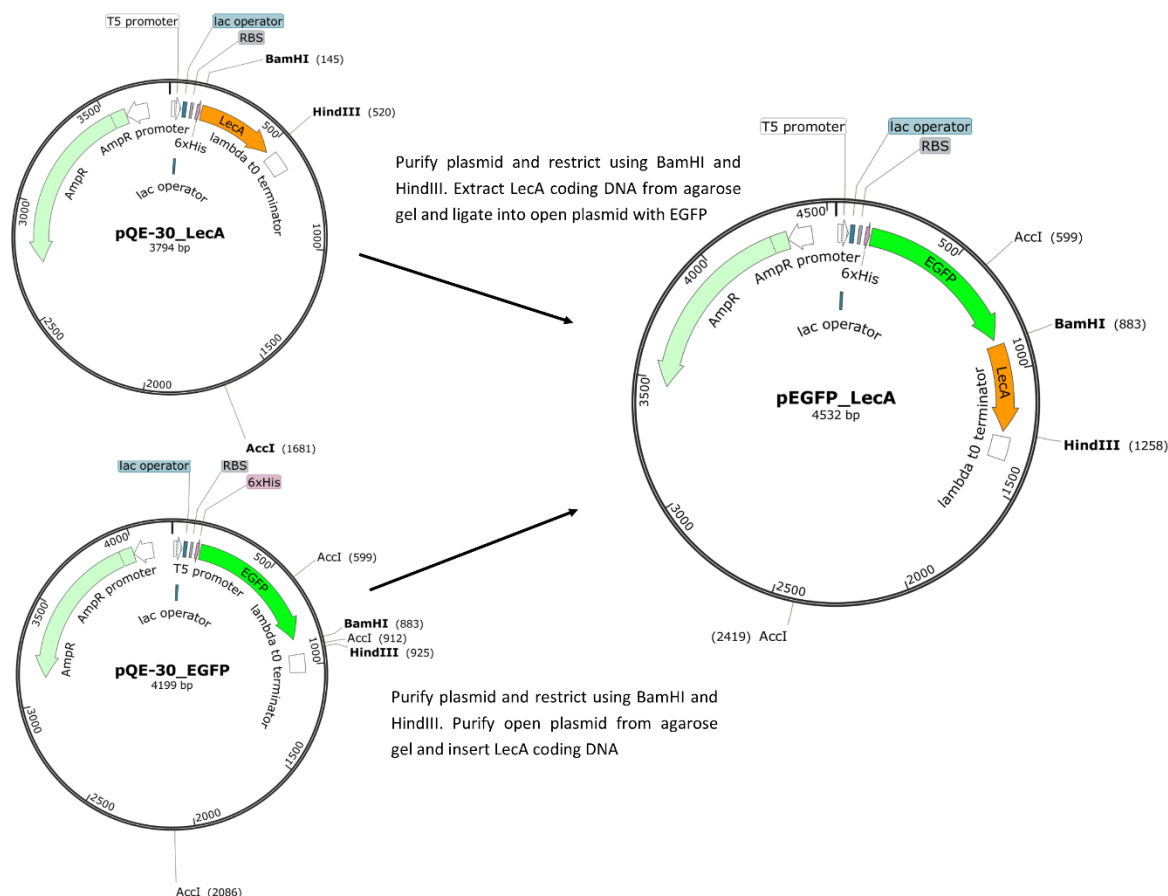 T5 promoter
lac operator
RBS
BamHI (145)
HindIII (520)
500
1000
1500
2000
2500
3000
3500
LecA
lambda t0 terminator
6xHis
AmpR promoter
AmpR
lac operator
pQE-30_LecA
3794 bp
AccI (1681)
Purify plasmid and restrict using BamHI and
HindIII. Extract LecA coding DNA from agarose
gel and ligate into open plasmid with EGFP
T5 promoter
lac operator
RBS
AccI
(599)
BamHI (883)
HindIII (1258)
500
1000
1500
2000
2500
3000
3500
4000
4500
EGFP
LecA
lambda t0 terminator
6xHis
AmpR promoter
AmpR
lac operator
pEGFP_LecA
4532 bp
(2419) AccI
lac operator
RBS
6xHis
AccI (599)
BamHI (883)
AccI (912)
HindIII (925)
500
1000
1500
2000
2500
3000
3500
4000
EGFP
T5 promoter
lambda t0 terminator
AmpR promoter
AmpR
lac operator
pQE-30_EGFP
4199 bp
AccI (2086)
Purify plasmid and restrict using BamHI and
HindIII. Purify open plasmid from agarose
gel and insert LecA coding DNA